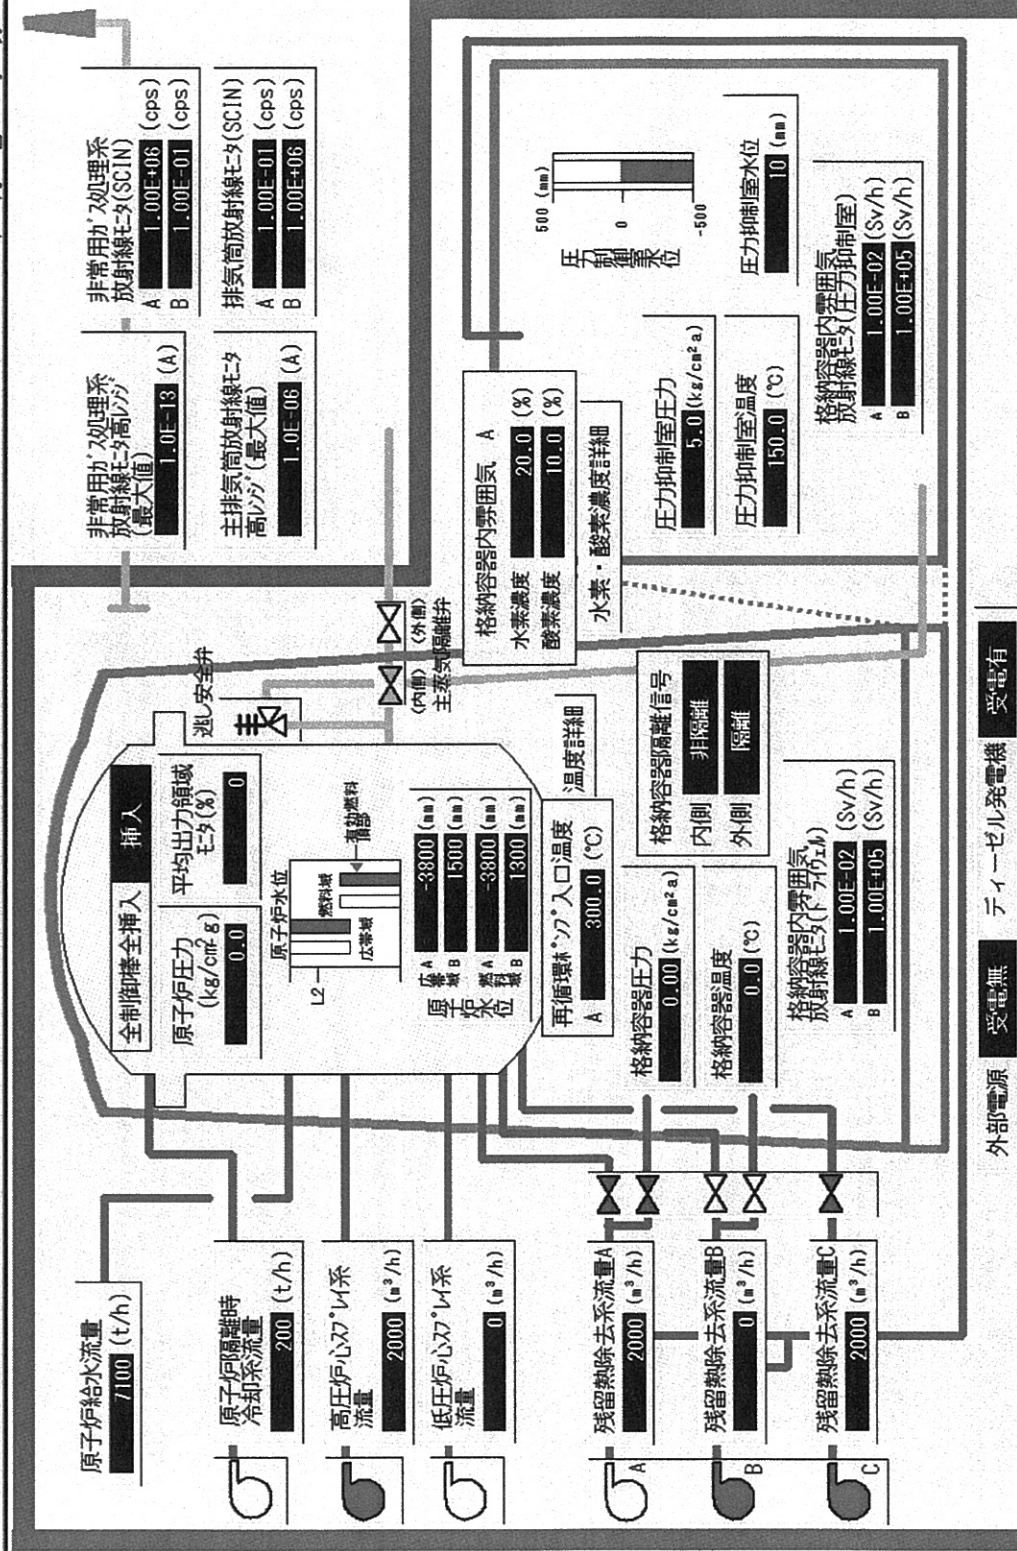 原子炉給水流量
7100 (t/h)
原子炉隔離時
冷却系流量
200 (t/h)
高圧炉心スプレイ系
流量
2000 (m³/h)
低圧炉心スプレイ系
流量
0 (m³/h)
残留熱除去系流量A
2000 (m³/h)
A
残留熱除去系流量B
0 (m³/h)
B
残留熱除去系流量C
2000 (m³/h)
C
全制御棒全挿入 挿入
原子炉圧力
(kg/cm²g)
0.0
平均出力領域
モニタ(%)
0
原子炉水位
L2
広帯域
燃料域
有効燃料
頂部
原子炉水位
広帯域 A -3800 (mm)
B 1500 (mm)
燃料域 A -3800 (mm)
B 1300 (mm)
再循環ポンプ入口温度
A 300.0 (℃)
温度詳細
逃し安全弁
<内側> <外側>
主蒸気隔離弁
格納容器圧力
0.00 (kg/cm²a)
格納容器温度
0.0 (℃)
格納容器隔離信号
内側 非隔離
外側 隔離
格納容器内雰囲気
放射線モニタ(ドライウェル)
A 1.00E-02 (Sv/h)
B 1.00E+05 (Sv/h)
外部電源 受電無 ディーゼル発電機 受電有
非常用ガス処理系
放射線モニタ高レンジ
(最大値)
1.0E-13 (A)
非常用ガス処理系
放射線モニタ(SCIN)
A 1.00E+06 (cps)
B 1.00E-01 (cps)
主排気筒放射線モニタ
高レンジ(最大値)
1.0E-06 (A)
排気筒放射線モニタ(SCIN)
A 1.00E-01 (cps)
B 1.00E+06 (cps)
格納容器内雰囲気 A
水素濃度 20.0 (%)
酸素濃度 10.0 (%)
水素・酸素濃度詳細
圧力制御室水位
500 (mm)
0
-500
圧力抑制室圧力
5.0 (kg/cm²a)
圧力抑制室水位
10 (mm)
圧力抑制室温度
150.0 (℃)
格納容器内雰囲気
放射線モニタ(圧力抑制室)
A 1.00E-02 (Sv/h)
B 1.00E+05 (Sv/h)